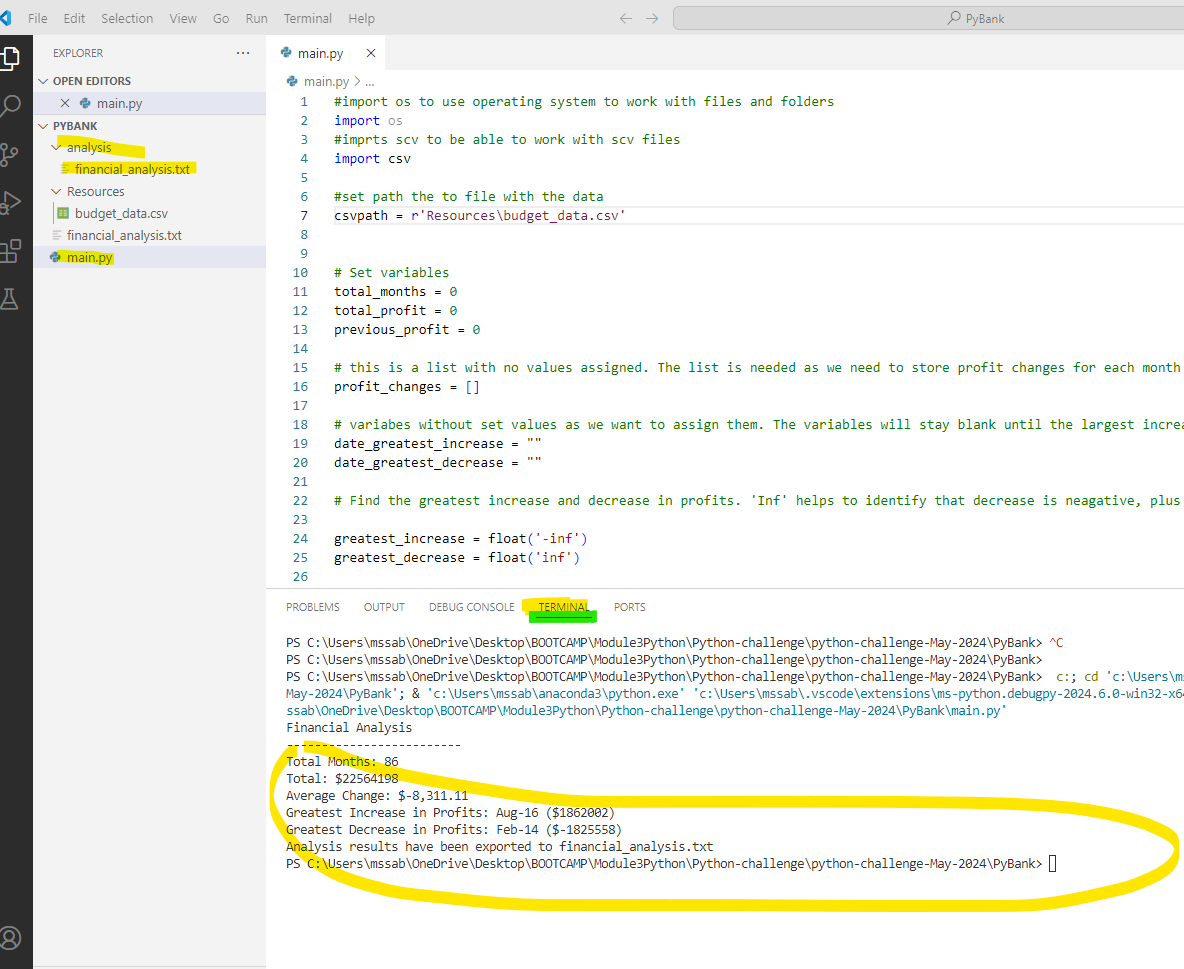 File Edit Selection View Go Run Terminal Help
PyBank
EXPLORER
OPEN EDITORS
main.py
PYBANK
analysis
financial_analysis.txt
Resources
budget_data.csv
financial_analysis.txt
main.py
main.py
main.py > ...
1 #import os to use operating system to work with files and folders
2 import os
3 #imprts scv to be able to work with scv files
4 import csv
5
6 #set path the to file with the data
7 csvpath = r'Resources\budget_data.csv'
8
9
10 # Set variables
11 total_months = 0
12 total_profit = 0
13 previous_profit = 0
14
15 # this is a list with no values assigned. The list is needed as we need to store profit changes for each month
16 profit_changes = []
17
18 # variabes without set values as we want to assign them. The variables will stay blank until the largest increa
19 date_greatest_increase = ""
20 date_greatest_decrease = ""
21
22 # Find the greatest increase and decrease in profits. 'Inf' helps to identify that decrease is neagative, plus
23
24 greatest_increase = float('-inf')
25 greatest_decrease = float('inf')
26
PROBLEMS OUTPUT DEBUG CONSOLE TERMINAL PORTS
PS C:\Users\mssab\OneDrive\Desktop\BOOTCAMP\Module3Python\Python-challenge\python-challenge-May-2024\PyBank> ^C
PS C:\Users\mssab\OneDrive\Desktop\BOOTCAMP\Module3Python\Python-challenge\python-challenge-May-2024\PyBank>
PS C:\Users\mssab\OneDrive\Desktop\BOOTCAMP\Module3Python\Python-challenge\python-challenge-May-2024\PyBank> c:; cd 'c:\Users\ms
May-2024\PyBank'; & 'c:\Users\mssab\anaconda3\python.exe' 'c:\Users\mssab\.vscode\extensions\ms-python.debugpy-2024.6.0-win32-x64
ssab\OneDrive\Desktop\BOOTCAMP\Module3Python\Python-challenge\python-challenge-May-2024\PyBank\main.py'
Financial Analysis
-------------------------
Total Months: 86
Total: $22564198
Average Change: $-8,311.11
Greatest Increase in Profits: Aug-16 ($1862002)
Greatest Decrease in Profits: Feb-14 ($-1825558)
Analysis results have been exported to financial_analysis.txt
PS C:\Users\mssab\OneDrive\Desktop\BOOTCAMP\Module3Python\Python-challenge\python-challenge-May-2024\PyBank>